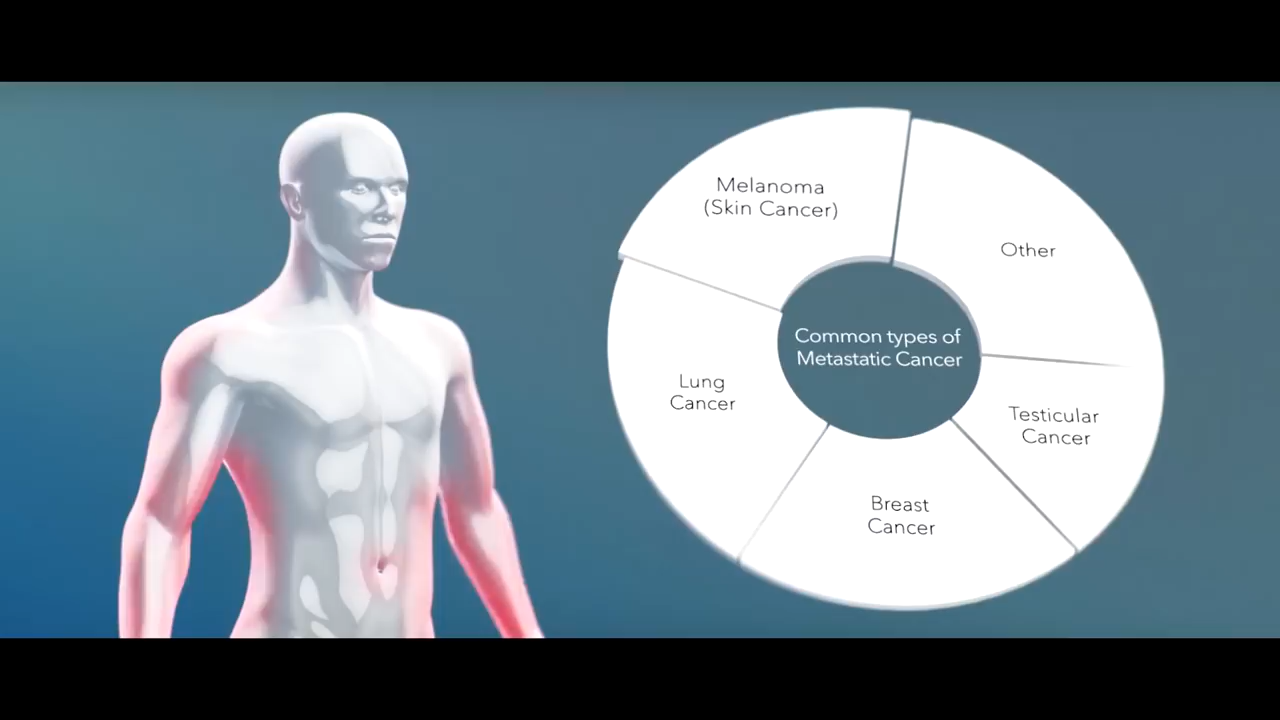 Melanoma
(Skin Cancer)
Other
Common types of
Metastatic Cancer
Lung
Cancer
Testicular
Cancer
Breast
Cancer